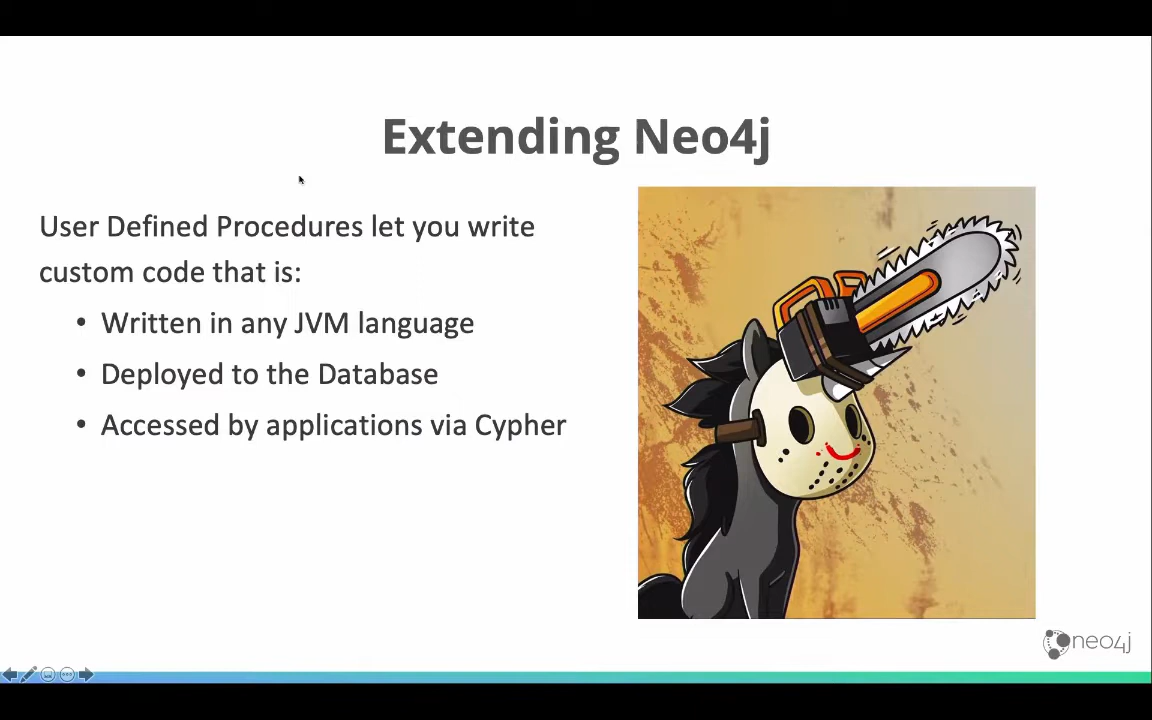 Extending Neo4j
User Defined Procedures let you write
custom code that is:
• Written in any JVM language
• Deployed to the Database
• Accessed by applications via Cypher
neo4j